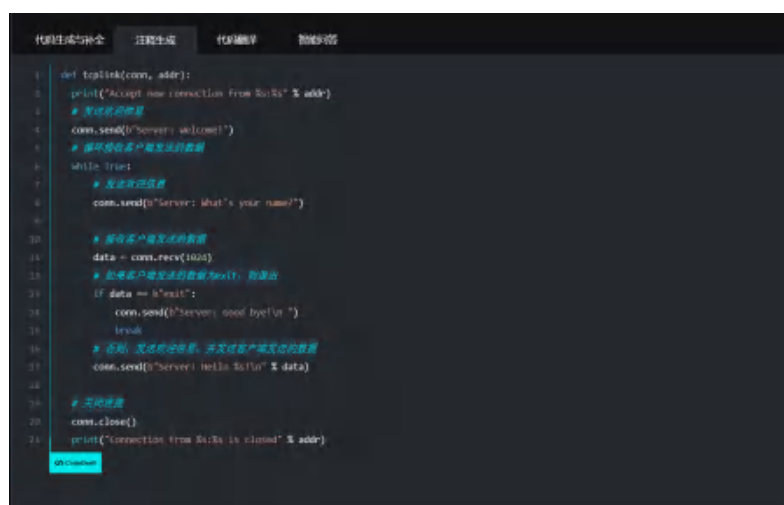 代码生成与补全 注释生成 代码翻译 智能问答
1 def tcplink(conn, addr):
2 print("Accept new connection from %s:%s" % addr)
3 # 发送欢迎信息
4 conn.send(b"Server: Welcome!")
5 # 循环接收客户端发送的数据
6 while True:
7 # 发送欢迎信息
8 conn.send(b"Server: What's your name?")
9
10 # 接收客户端发送的数据
11 data = conn.recv(1024)
12 # 如果客户端发送的数据为exit，则退出
13 if data == b"exit":
14 conn.send(b"Server: Good bye!\n ")
15 break
16 # 否则，发送欢迎信息，并发送客户端发送的数据
17 conn.send(b"Server: Hello %s!\n" % data)
18
19 # 关闭连接
20 conn.close()
21 print("Connection from %s:%s is closed" % addr)